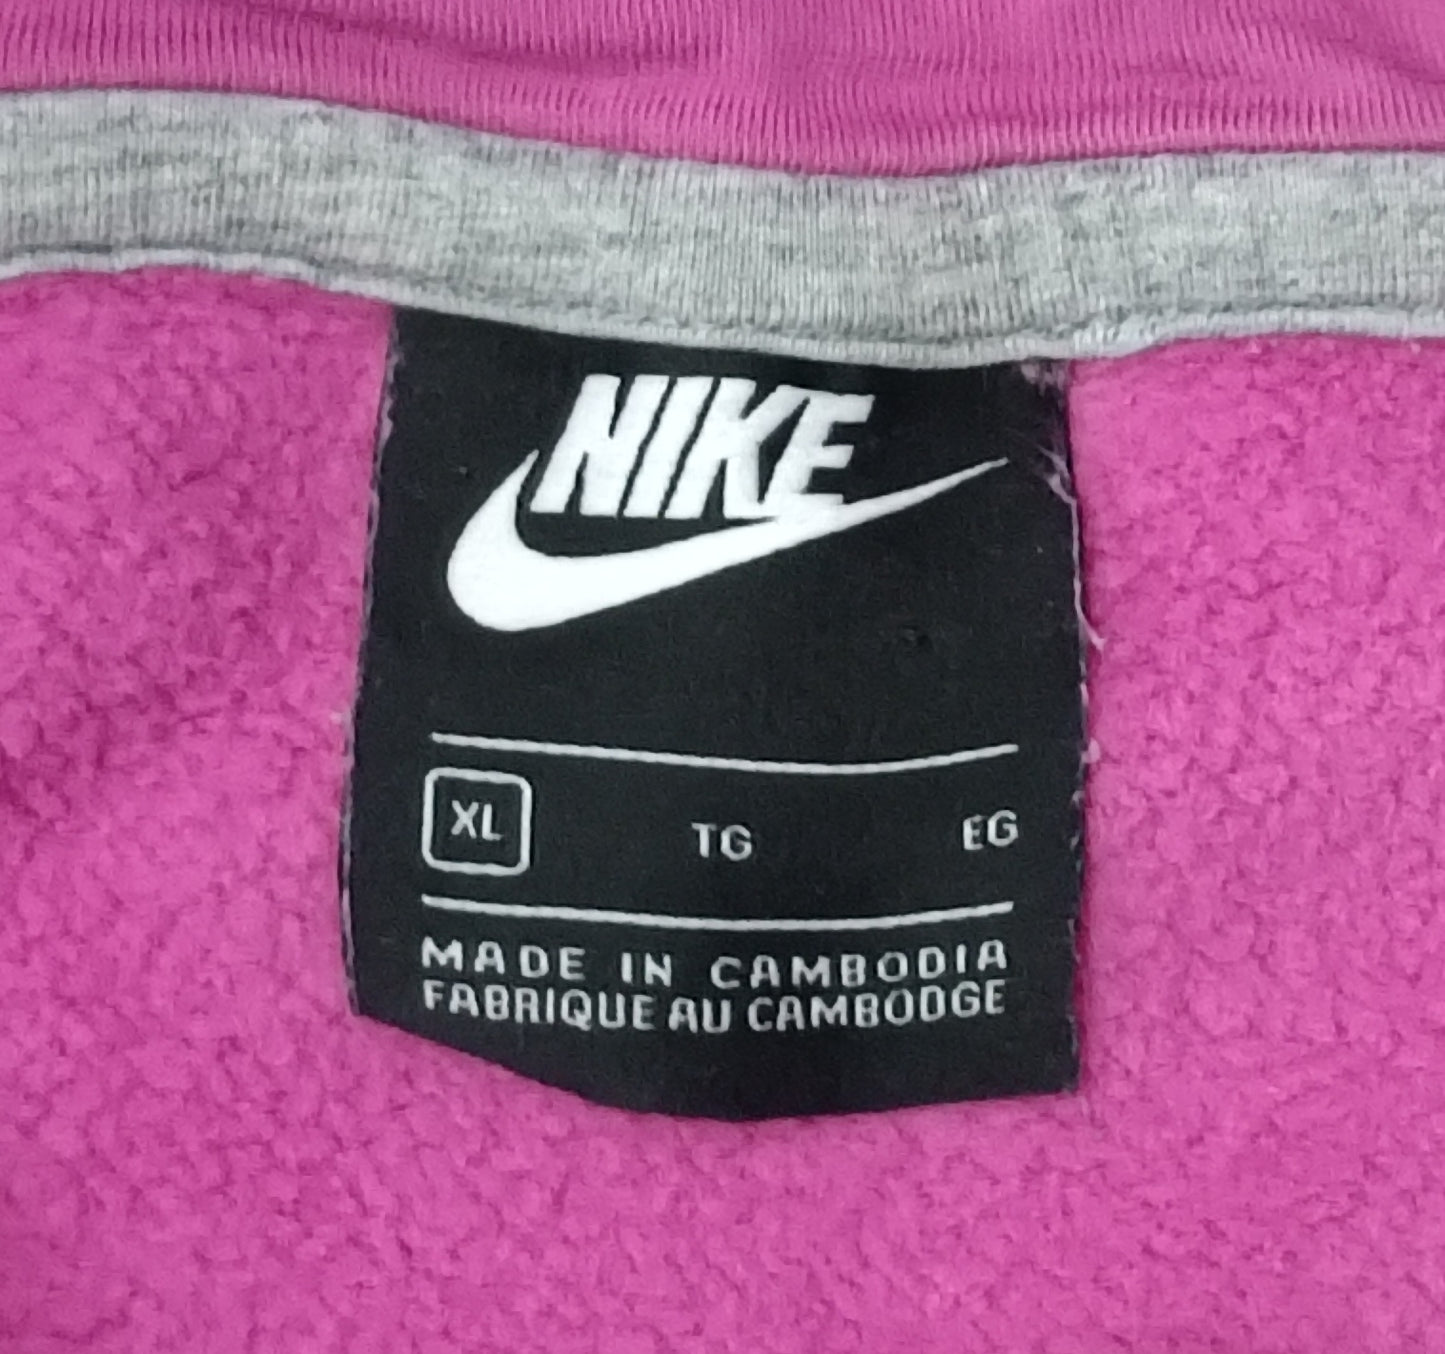 NIKE
XL TG EG
MADE IN CAMBODIA
FABRIQUE AU CAMBODGE